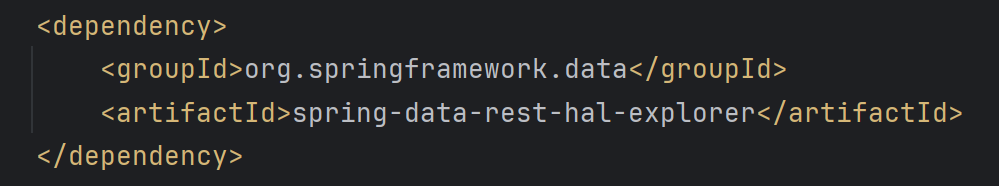 <dependency>
    <groupId>org.springframework.data</groupId>
    <artifactId>spring-data-rest-hal-explorer</artifactId>
</dependency>